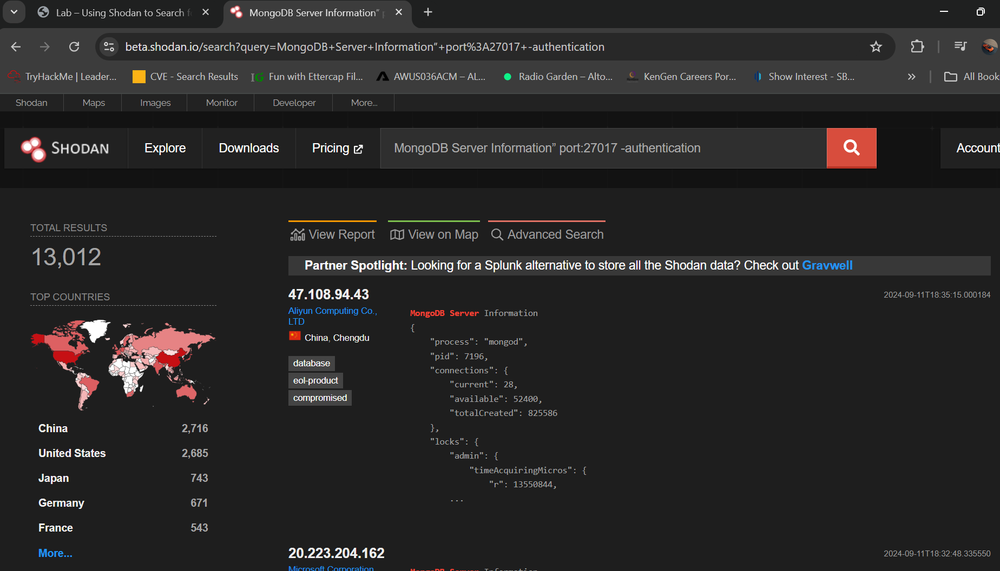 Lab – Using Shodan to Search f
MongoDB Server Information”
beta.shodan.io/search?query=MongoDB+Server+Information”+port%3A27017+-authentication
TryHackMe | Leader...
CVE - Search Results
Fun with Ettercap Fil...
AWUS036ACM – AL...
Radio Garden – Alto...
KenGen Careers Por...
Show Interest - SB...
All Book
Shodan
Maps
Images
Monitor
Developer
More...
SHODAN
Explore
Downloads
Pricing
MongoDB Server Information” port:27017 -authentication
Account
TOTAL RESULTS
13,012
TOP COUNTRIES
China 2,716
United States 2,685
Japan 743
Germany 671
France 543
More...
View Report
View on Map
Advanced Search
Partner Spotlight: Looking for a Splunk alternative to store all the Shodan data? Check out Gravwell
47.108.94.43
2024-09-11T18:35:15.000184
Aliyun Computing Co.,
LTD
China, Chengdu
database
eol-product
compromised
MongoDB Server Information
{
"process": "mongod",
"pid": 7196,
"connections": {
"current": 28,
"available": 52400,
"totalCreated": 825586
},
"locks": {
"admin": {
"timeAcquiringMicros": {
"r": 13550844,
...
20.223.204.162
2024-09-11T18:32:48.335550
Microsoft Corporation
MongoDB Server Information